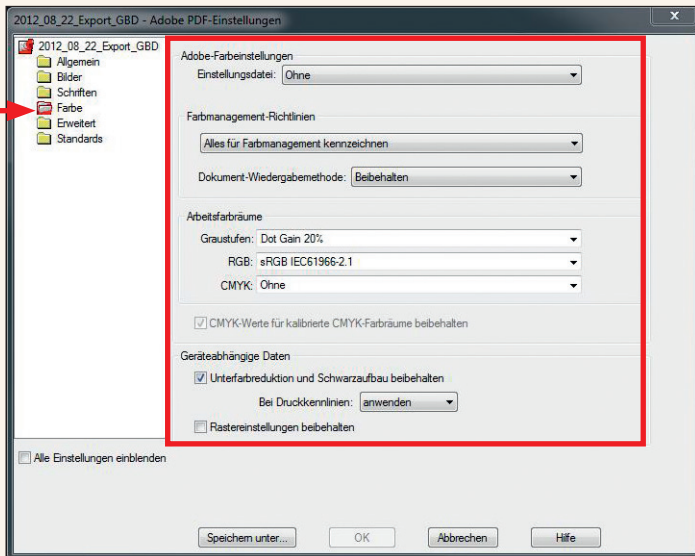 2012_08_22_Export_GBD - Adobe PDF-Einstellungen
X
2012_08_22_Export_GBD
Allgemein
Bilder
Schriften
Farbe
Erweitert
Standards
Adobe-Farbeinstellungen
Einstellungsdatei: Ohne
Farbmanagement-Richtlinien
Alles für Farbmanagement kennzeichnen
Dokument-Wiedergabemethode: Beibehalten
Arbeitsfarbräume
Graustufen: Dot Gain 20%
RGB: sRGB IEC61966-2.1
CMYK: Ohne
CMYK-Werte für kalibrierte CMYK-Farbräume beibehalten
Geräteabhängige Daten
Unterfarbreduktion und Schwarzaufbau beibehalten
Bei Druckkennlinien: anwenden
Rastereinstellungen beibehalten
Alle Einstellungen einblenden
Speichern unter... OK Abbrechen Hilfe